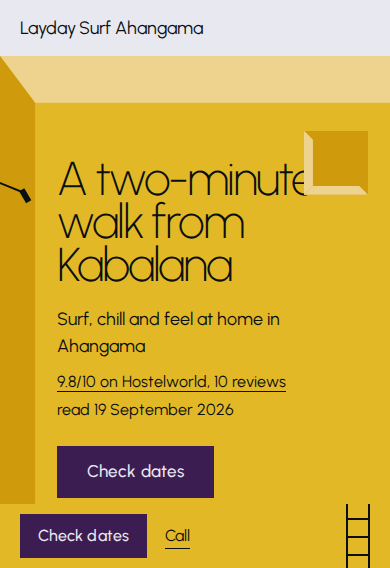 Layday Surf Ahangama
A two-minute
walk from
Kabalana
Surf, chill and feel at home in
Ahangama
9.8/10 on Hostelworld, 10 reviews
read 19 September 2026
Check dates
Check dates
Call